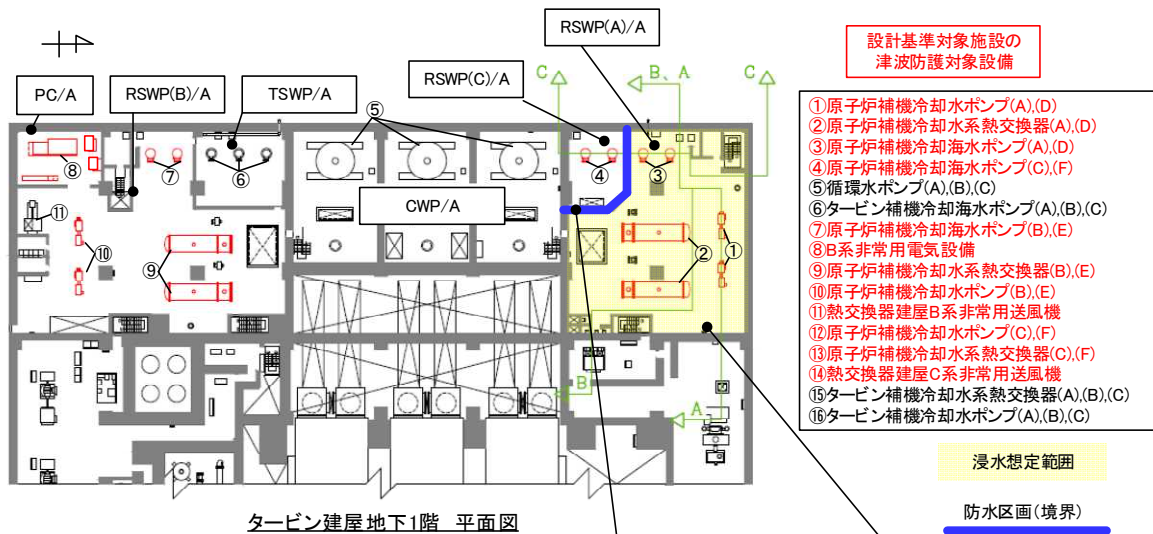 RSWP(A)/A
RSWP(C)/A
PC/A
RSWP(B)/A
TSWP/A
C
B、A
C
⑤
⑧
⑦
⑥
④
③
CWP/A
⑪
⑩
⑨
②
①
B
A
タービン建屋地下1階 平面図
設計基準対象施設の
津波防護対象設備
①原子炉補機冷却水ポンプ(A),(D)
②原子炉補機冷却水系熱交換器(A),(D)
③原子炉補機冷却海水ポンプ(A),(D)
④原子炉補機冷却海水ポンプ(C),(F)
⑤循環水ポンプ(A),(B),(C)
⑥タービン補機冷却海水ポンプ(A),(B),(C)
⑦原子炉補機冷却海水ポンプ(B),(E)
⑧B系非常用電気設備
⑨原子炉補機冷却水系熱交換器(B),(E)
⑩原子炉補機冷却水ポンプ(B),(E)
⑪熱交換器建屋B系非常用送風機
⑫原子炉補機冷却水ポンプ(C),(F)
⑬原子炉補機冷却水系熱交換器(C),(F)
⑭熱交換器建屋C系非常用送風機
⑮タービン補機冷却水系熱交換器(A),(B),(C)
⑯タービン補機冷却水ポンプ(A),(B),(C)
浸水想定範囲
防水区画(境界)